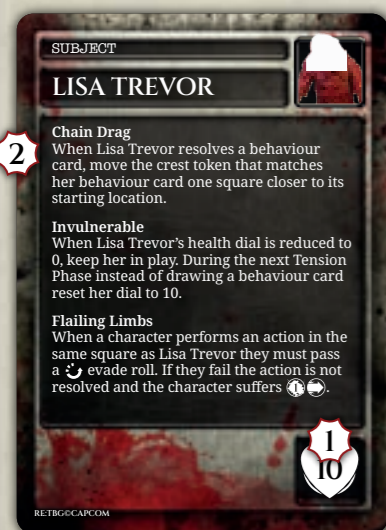 SUBJECT
LISA TREVOR
2
Chain Drag
When Lisa Trevor resolves a behaviour
card, move the crest token that matches
her behaviour card one square closer to its
starting location.
Invulnerable
When Lisa Trevor's health dial is reduced to
0, keep her in play. During the next Tension
Phase instead of drawing a behaviour card
reset her dial to 10.
Flailing Limbs
When a character performs an action in the
same square as Lisa Trevor they must pass
a evade roll. If they fail the action is not
resolved and the character suffers 1 .
1
10
RE:TBG©CAPCOM